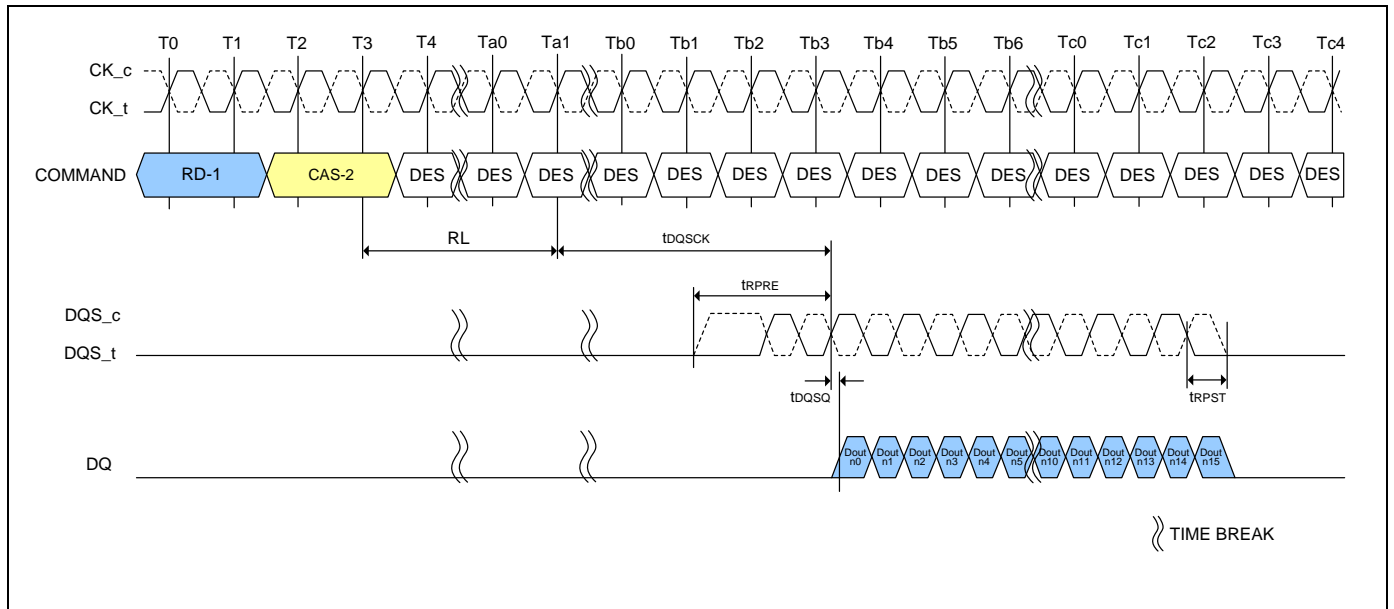 T0 T1 T2 T3 T4 Ta0 Ta1 Tb0 Tb1 Tb2 Tb3 Tb4 Tb5 Tb6 Tc0 Tc1 Tc2 Tc3 Tc4
CK_c
CK_t
COMMAND RD-1 CAS-2 DES DES DES DES DES DES DES DES DES DES DES DES DES DES DES
RL tDQSCK
tRPRE
DQS_c
DQS_t
tDQSQ tRPST
DQ
Dout Dout Dout Dout Dout Dout Dout Dout Dout Dout Dout Dout
n0 n1 n2 n3 n4 n5 n10 n11 n12 n13 n14 n15
TIME BREAK